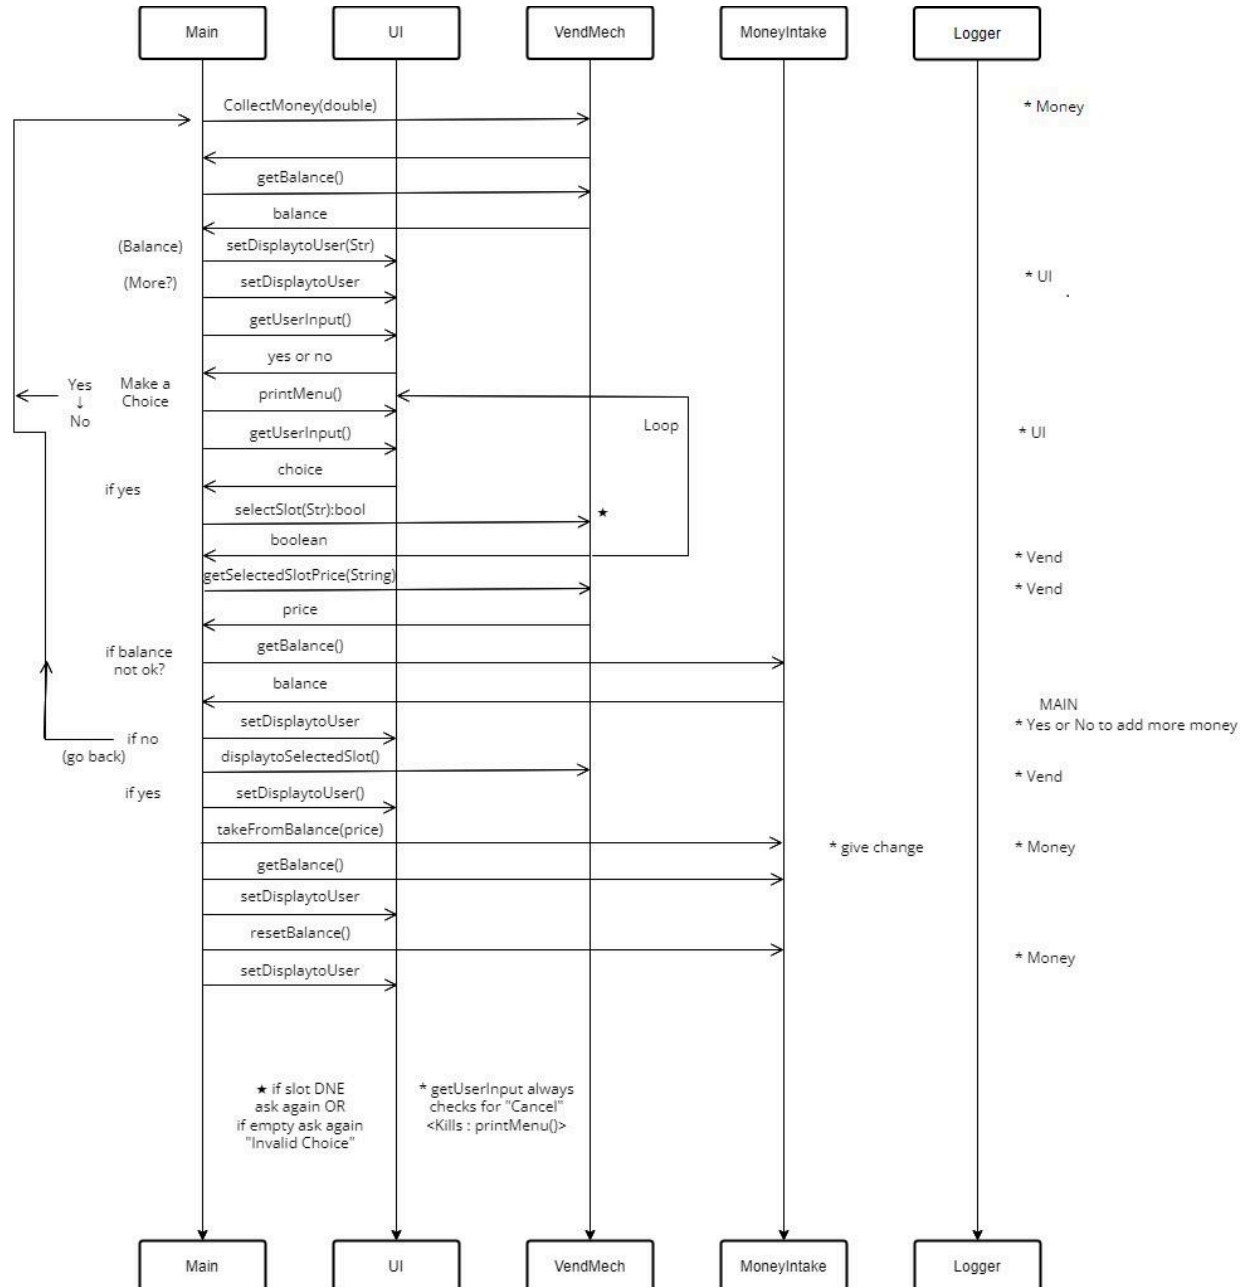 Main
UI
VendMech
MoneyIntake
Logger
CollectMoney(double)
* Money
getBalance()
balance
(Balance)
setDisplaytoUser(Str)
(More?)
setDisplaytoUser
* UI
getUserInput()
yes or no
Yes
↓
No
Make a
Choice
printMenu()
Loop
getUserInput()
* UI
choice
if yes
selectSlot(Str):bool
★
boolean
* Vend
getSelectedSlotPrice(String)
* Vend
price
if balance
not ok?
getBalance()
balance
MAIN
* Yes or No to add more money
setDisplaytoUser
if no
(go back)
displaytoSelectedSlot()
* Vend
if yes
setDisplaytoUser()
takeFromBalance(price)
* give change
* Money
getBalance()
setDisplaytoUser
resetBalance()
* Money
setDisplaytoUser
★ if slot DNE
ask again OR
if empty ask again
"Invalid Choice"
* getUserInput always
checks for "Cancel"
<Kills : printMenu()>
Main
UI
VendMech
MoneyIntake
Logger